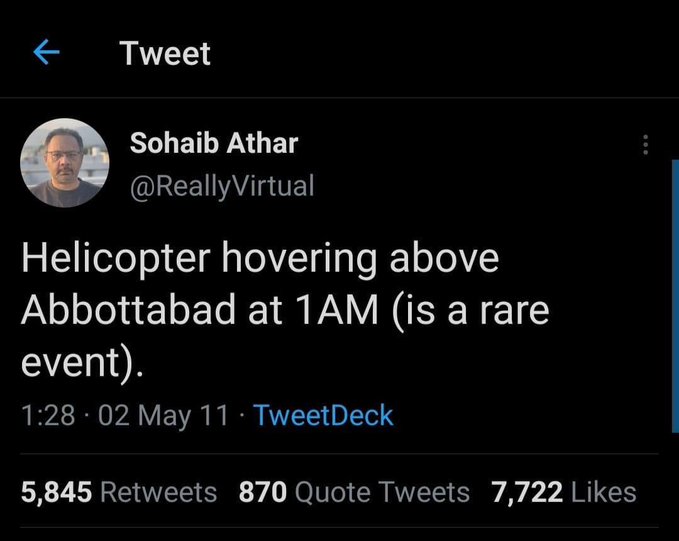 Tweet
Sohaib Athar
@ReallyVirtual
Helicopter hovering above
Abbottabad at 1AM (is a rare
event).
1:28 · 02 May 11 · TweetDeck
5,845 Retweets 870 Quote Tweets 7,722 Likes